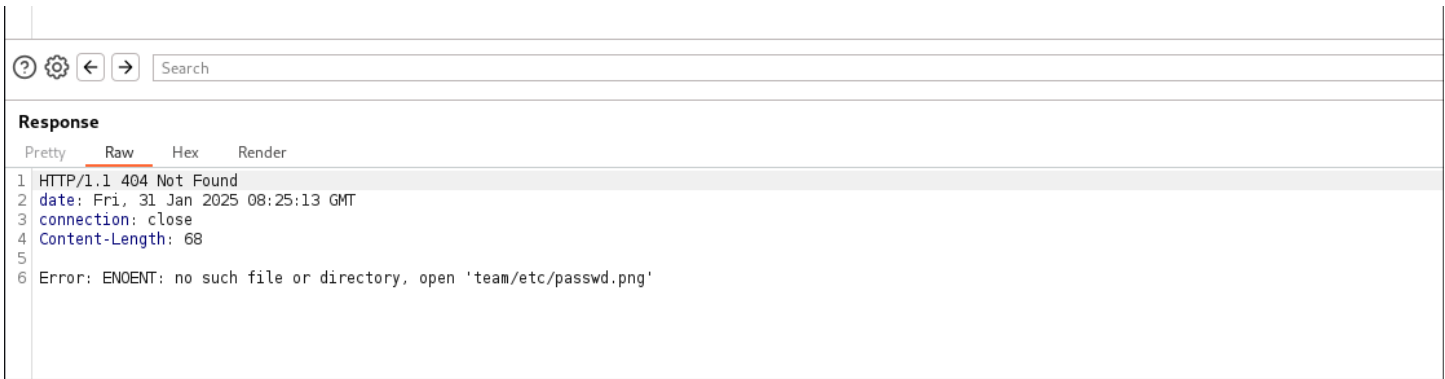 Search
Response
Pretty Raw Hex Render
1 HTTP/1.1 404 Not Found
2 date: Fri, 31 Jan 2025 08:25:13 GMT
3 connection: close
4 Content-Length: 68
5
6 Error: ENOENT: no such file or directory, open 'team/etc/passwd.png'